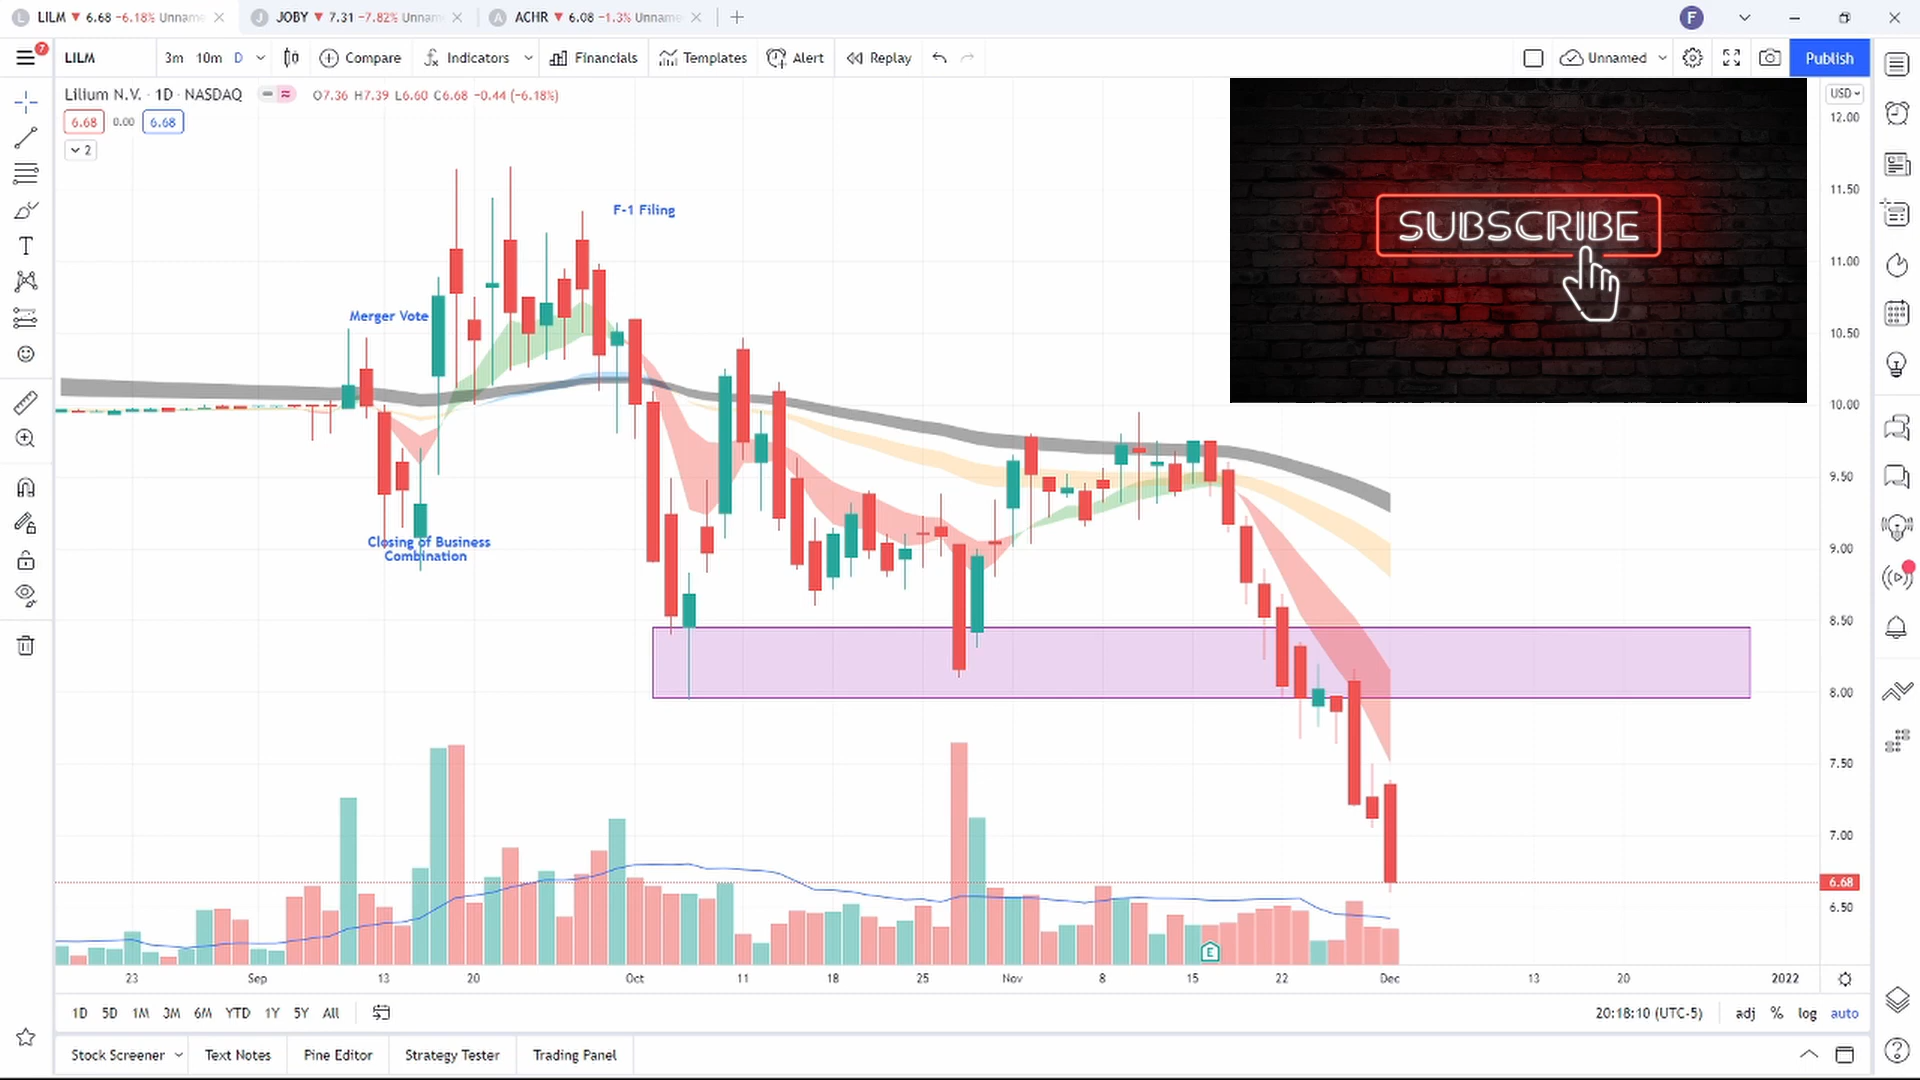 L LILM ▼ 6.68 −6.18% Unname
J JOBY ▼ 7.31 −7.82% Unnam
A ACHR ▼ 6.08 −1.3% Unname
F
7
LILM
3m 10m D
Compare
Indicators
Financials
Templates
Alert
Replay
Unnamed
Publish
Lilium N.V. · 1D · NASDAQ
O7.36 H7.39 L6.60 C6.68 −0.44 (−6.18%)
6.68 0.00 6.68
2
USD
SUBSCRIBE
F-1 Filing
Merger Vote
Closing of Business
Combination
12.00
11.50
11.00
10.50
10.00
9.50
9.00
8.50
8.00
7.50
7.00
6.68
6.50
E
23 Sep 13 20 Oct 11 18 25 Nov 8 15 22 Dec 13 20 2022
1D 5D 1M 3M 6M YTD 1Y 5Y All
20:18:10 (UTC-5) adj % log auto
Stock Screener Text Notes Pine Editor Strategy Tester Trading Panel